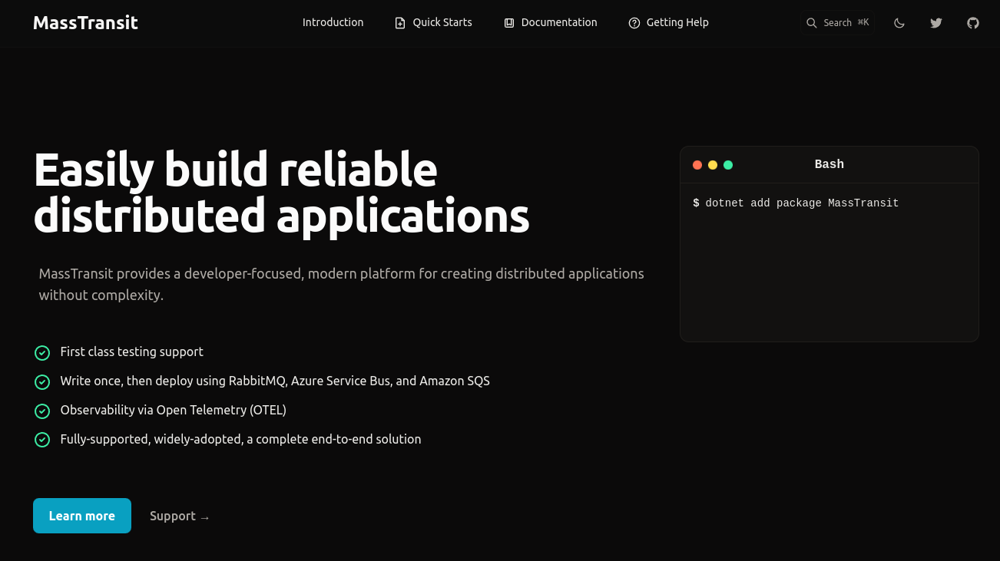 MassTransit
Introduction
Quick Starts
Documentation
Getting Help
Search ⌘K
Easily build reliable
distributed applications
MassTransit provides a developer-focused, modern platform for creating distributed applications
without complexity.
First class testing support
Write once, then deploy using RabbitMQ, Azure Service Bus, and Amazon SQS
Observability via Open Telemetry (OTEL)
Fully-supported, widely-adopted, a complete end-to-end solution
Learn more
Support →
Bash
$ dotnet add package MassTransit